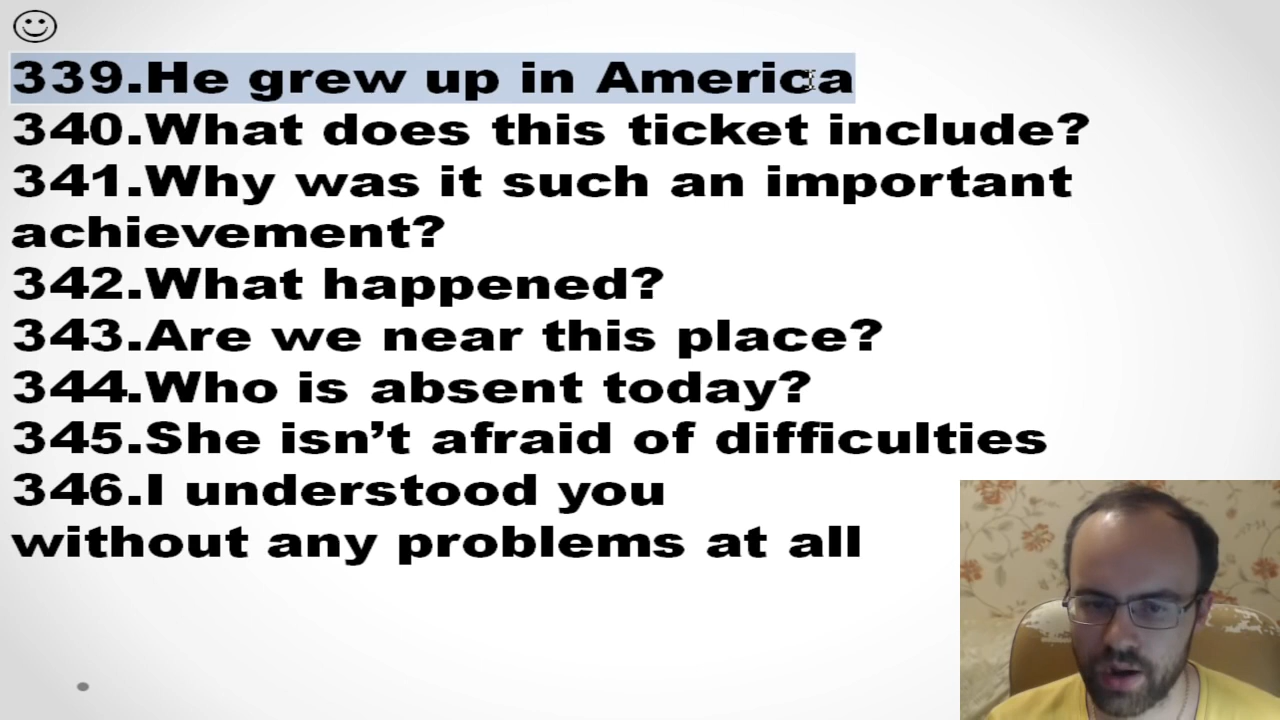 339.He grew up in America
340.What does this ticket include?
341.Why was it such an important
achievement?
342.What happened?
343.Are we near this place?
344.Who is absent today?
345.She isn’t afraid of difficulties
346.I understood you
without any problems at all